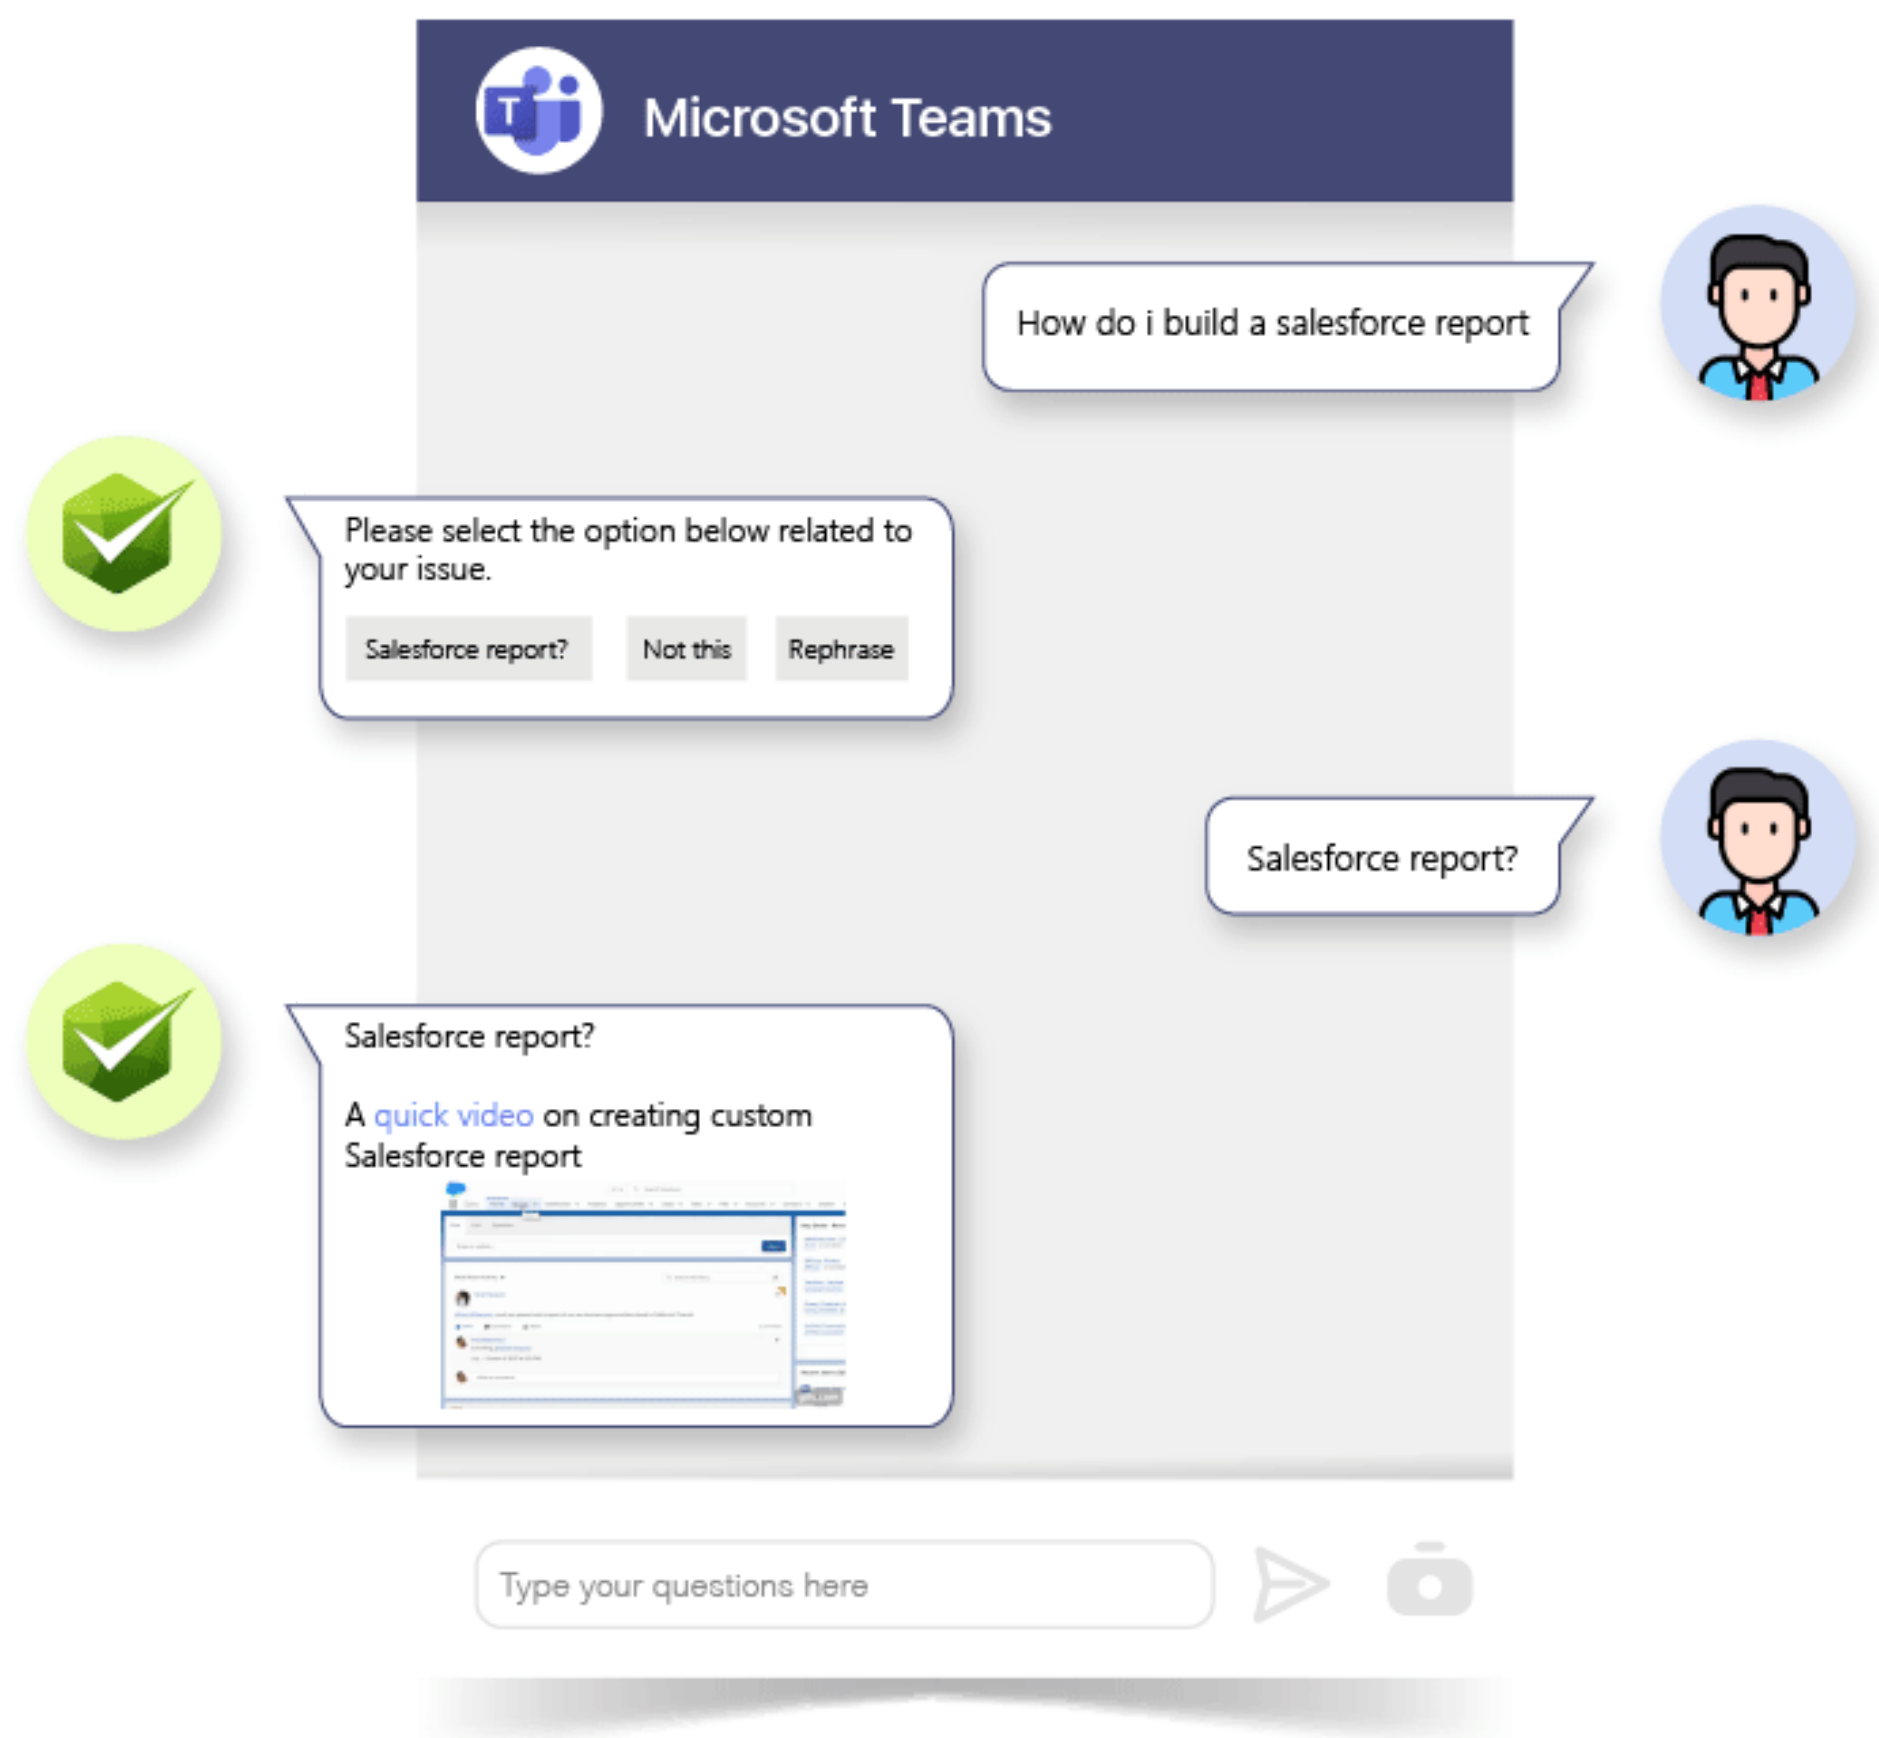 T
Microsoft Teams
How do i build a salesforce report
Please select the option below related to
your issue.
Salesforce report?
Not this
Rephrase
Salesforce report?
Salesforce report?
A quick video on creating custom
Salesforce report
Type your questions here